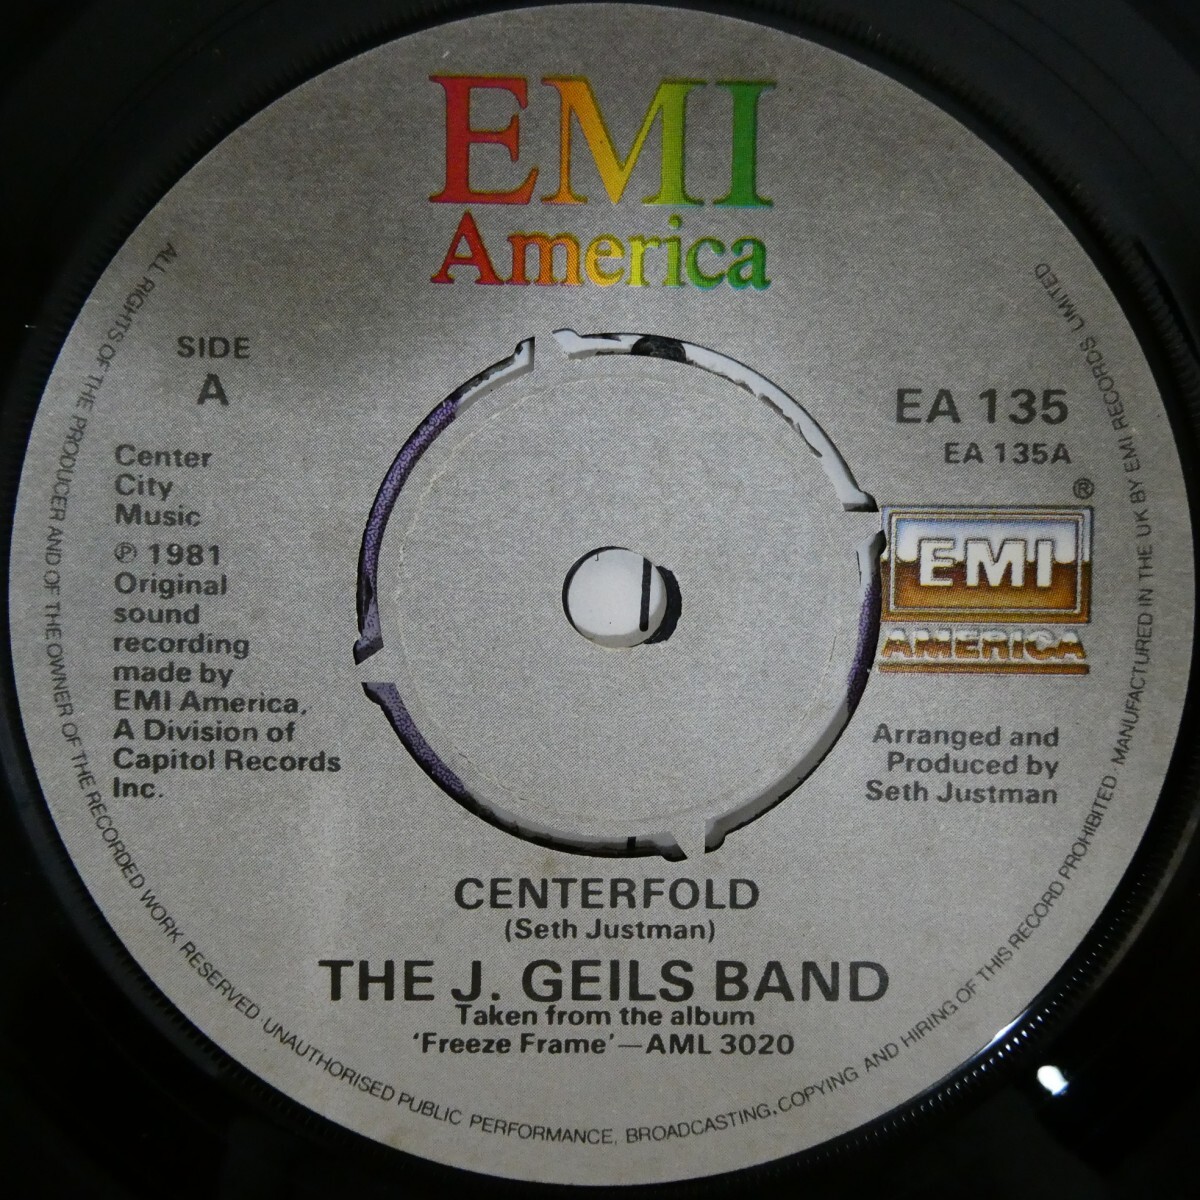 EMI
America
SIDE
A
EA 135
EA 135A
Center
City
Music
℗ 1981
Original
sound
recording
made by
EMI America,
A Division of
Capitol Records
Inc.
®
EMI
AMERICA
Arranged and
Produced by
Seth Justman
CENTERFOLD
(Seth Justman)
THE J. GEILS BAND
Taken from the album
'Freeze Frame'—AML 3020
ALL RIGHTS OF THE PRODUCER AND OF THE OWNER OF THE RECORDED WORK RESERVED · UNAUTHORISED PUBLIC PERFORMANCE, BROADCASTING, COPYING AND HIRING OF THIS RECORD PROHIBITED · MANUFACTURED IN THE UK BY EMI RECORDS LIMITED